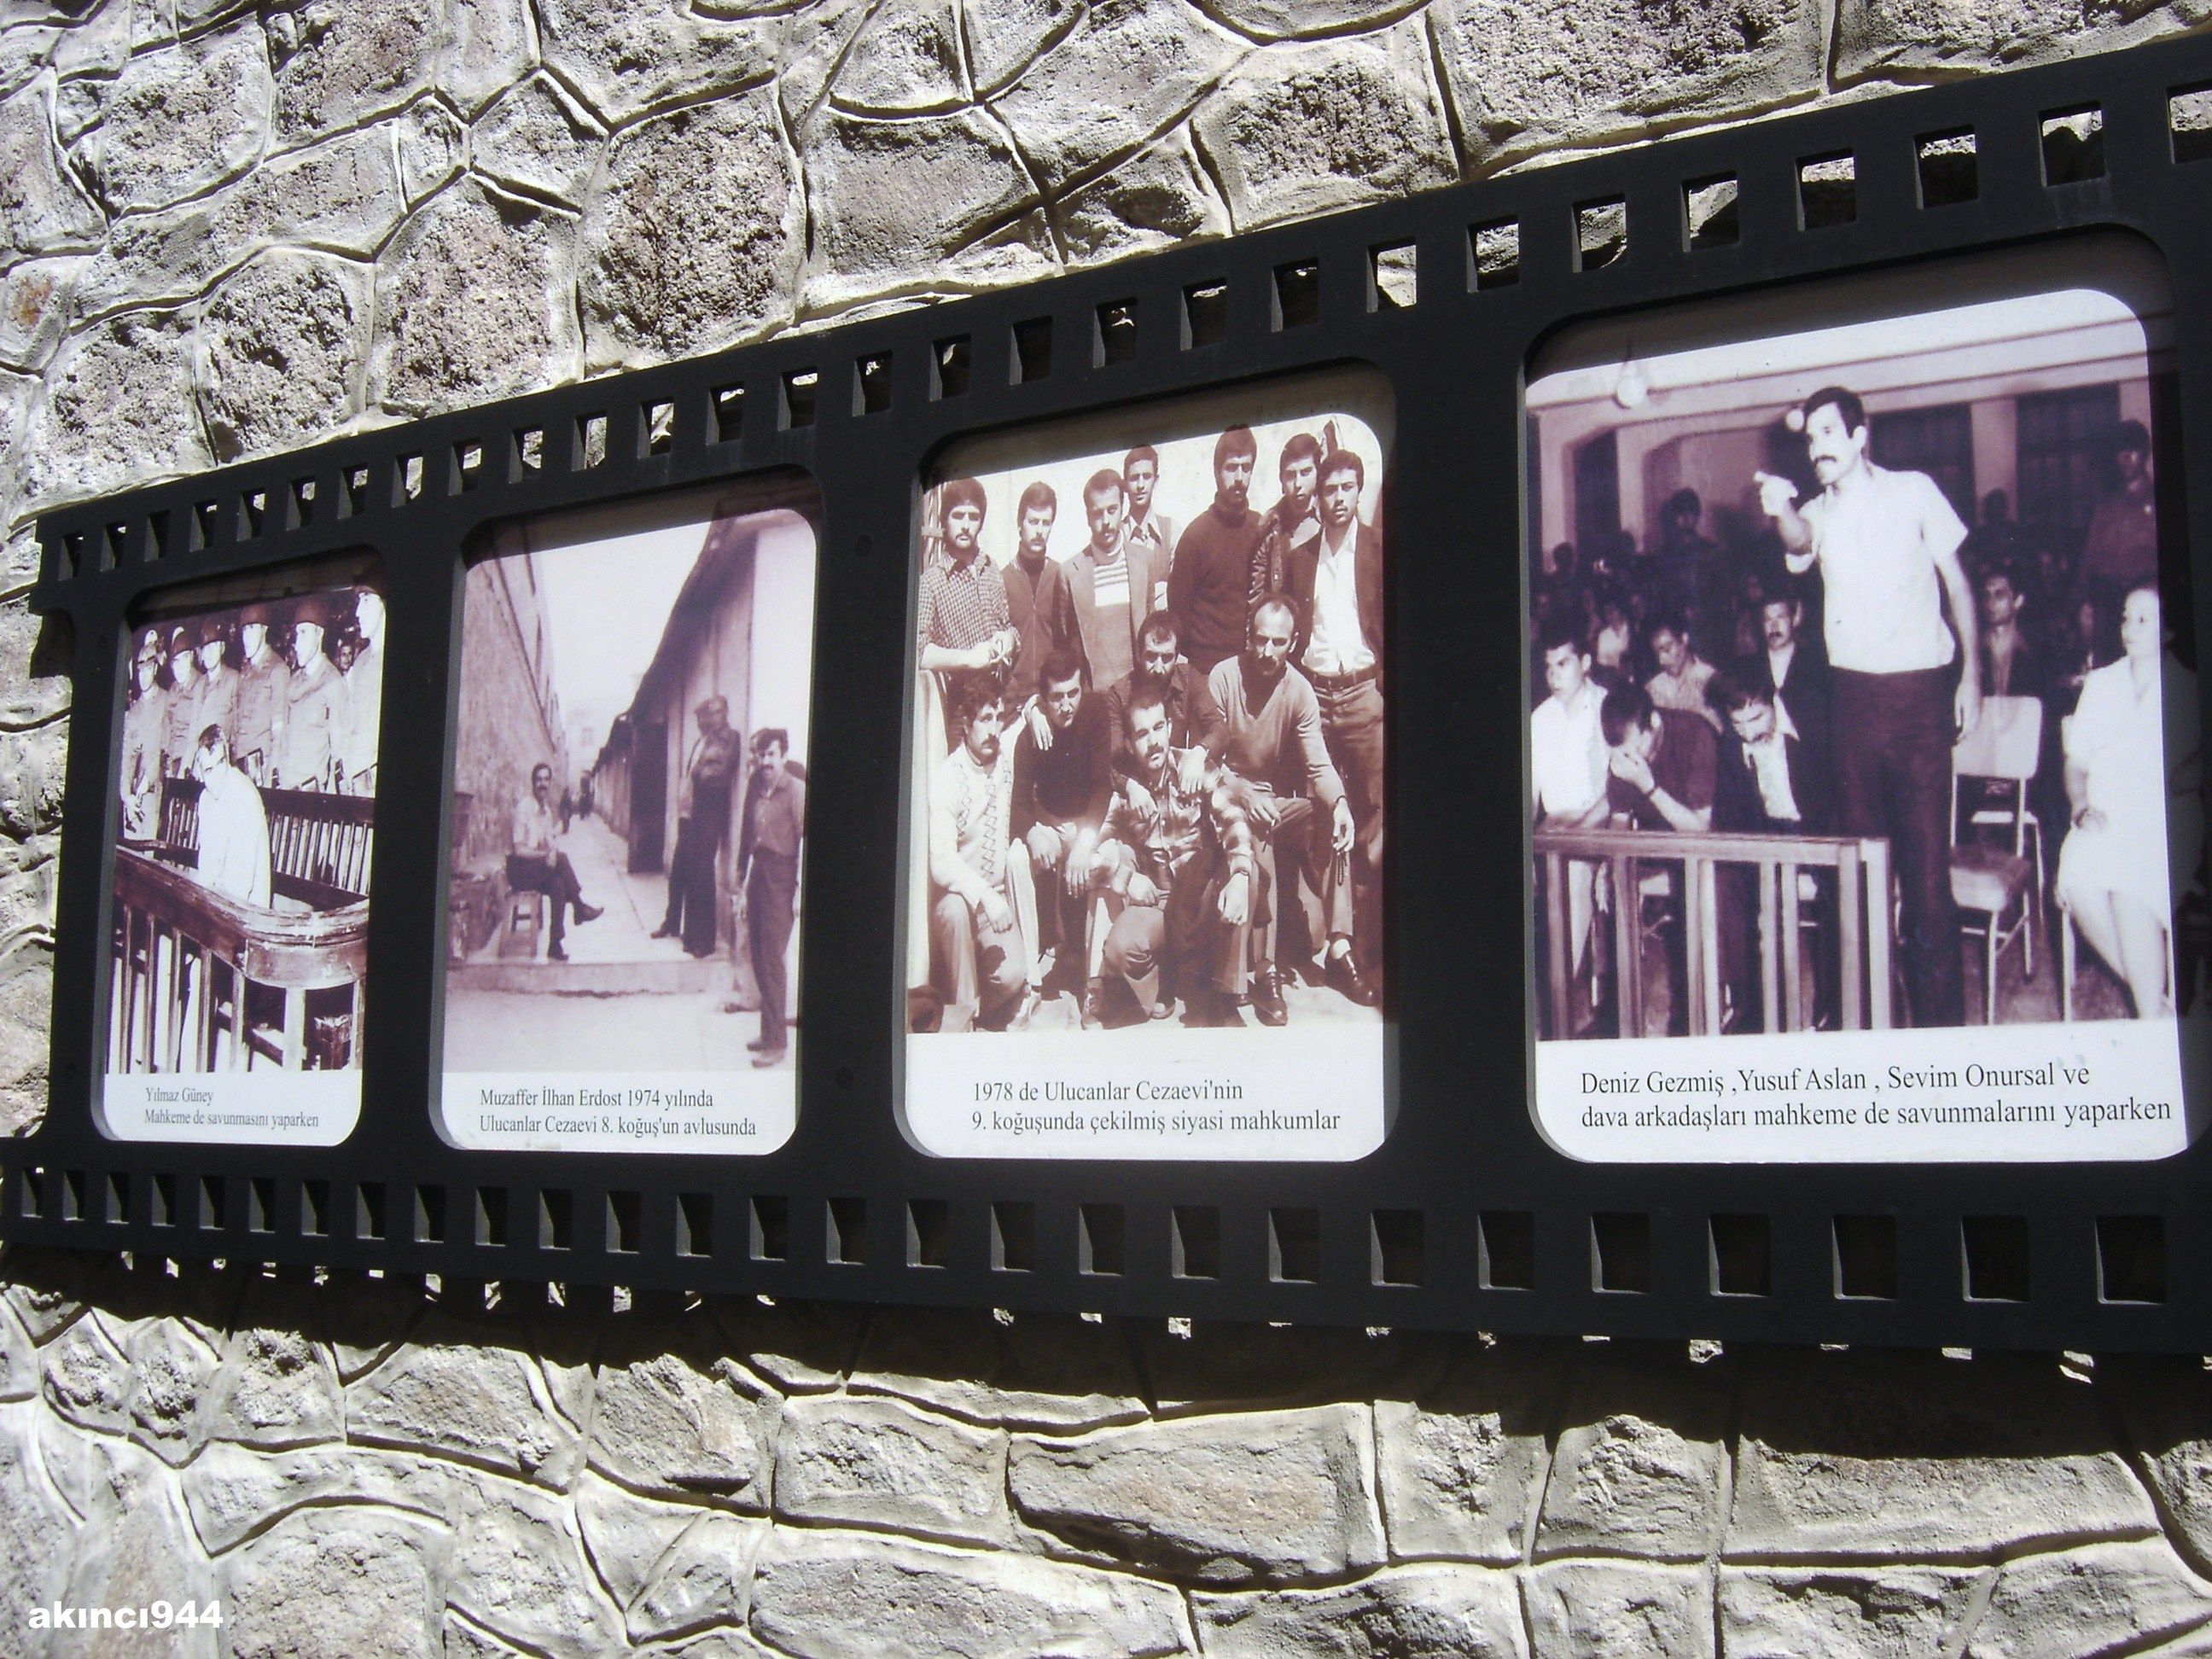 Yılmaz Güney
Mahkeme de savunmasını yaparken
Muzaffer İlhan Erdost 1974 yılında
Ulucanlar Cezaevi 8. koğuş'un avlusunda
1978 de Ulucanlar Cezaevi'nin
9. koğuşunda çekilmiş siyasi mahkumlar
Deniz Gezmiş ,Yusuf Aslan , Sevim Onursal ve
dava arkadaşları mahkeme de savunmalarını yaparken
akıncı944